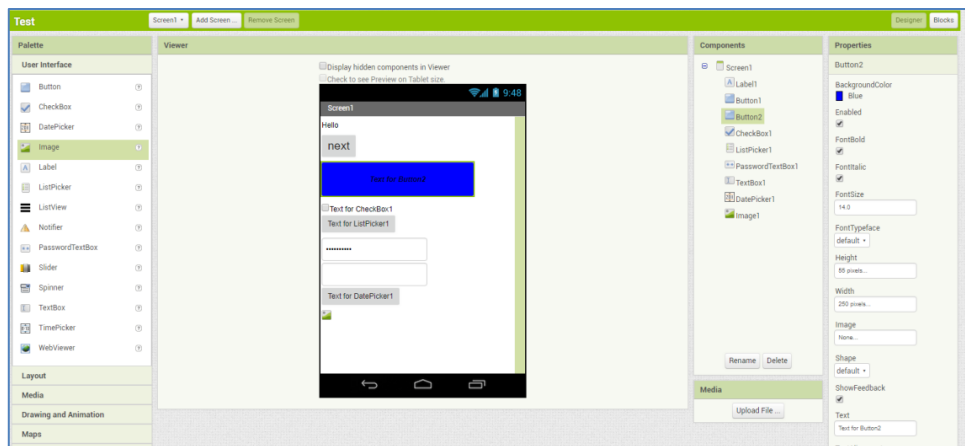 Test
Screen1
Add Screen ...
Remove Screen
Designer
Blocks
Palette
User Interface
Button
CheckBox
DatePicker
Image
Label
ListPicker
ListView
Notifier
PasswordTextBox
Slider
Spinner
TextBox
TimePicker
WebViewer
Layout
Media
Drawing and Animation
Maps
Viewer
Display hidden components in Viewer
Check to see Preview on Tablet size.
9:48
Screen1
Hello
next
Text for Button2
Text for CheckBox1
Text for ListPicker1
••••••••••
Text for DatePicker1
Components
Screen1
Label1
Button1
Button2
CheckBox1
ListPicker1
PasswordTextBox1
TextBox1
DatePicker1
Image1
Rename
Delete
Media
Upload File ...
Properties
Button2
BackgroundColor
Blue
Enabled
FontBold
FontItalic
FontSize
14.0
FontTypeface
default
Height
55 pixels...
Width
250 pixels...
Image
None...
Shape
default
ShowFeedback
Text
Text for Button2